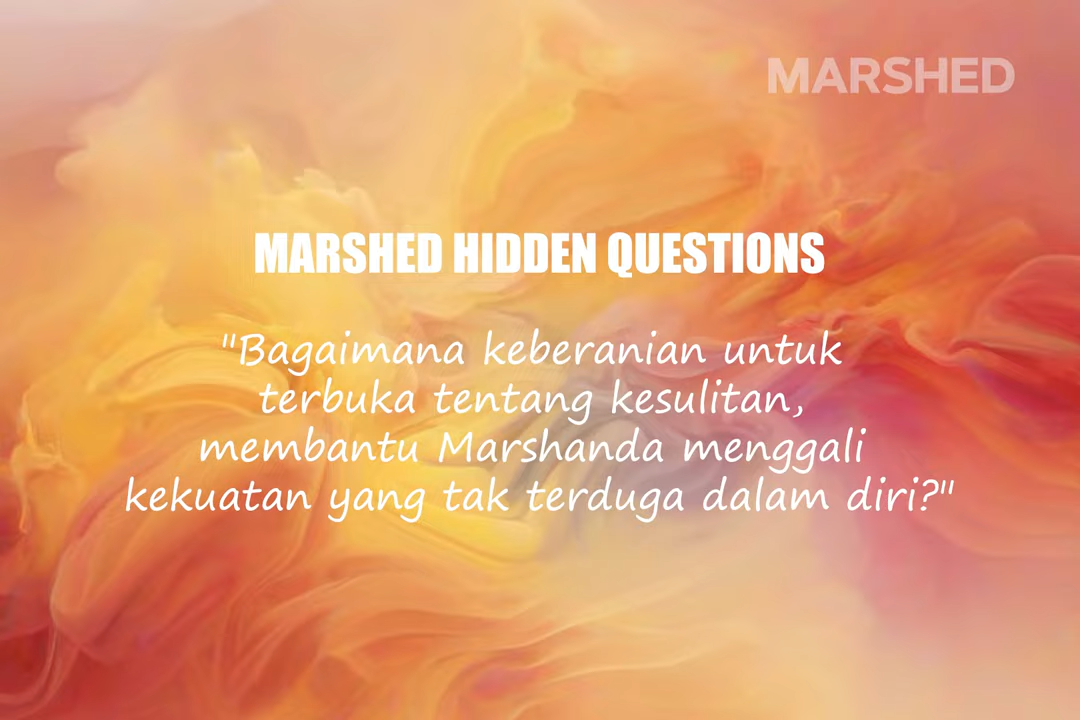 MARSHED
MARSHED HIDDEN QUESTIONS
"Bagaimana keberanian untuk
terbuka tentang kesulitan,
membantu Marshanda menggali
kekuatan yang tak terduga dalam diri?"